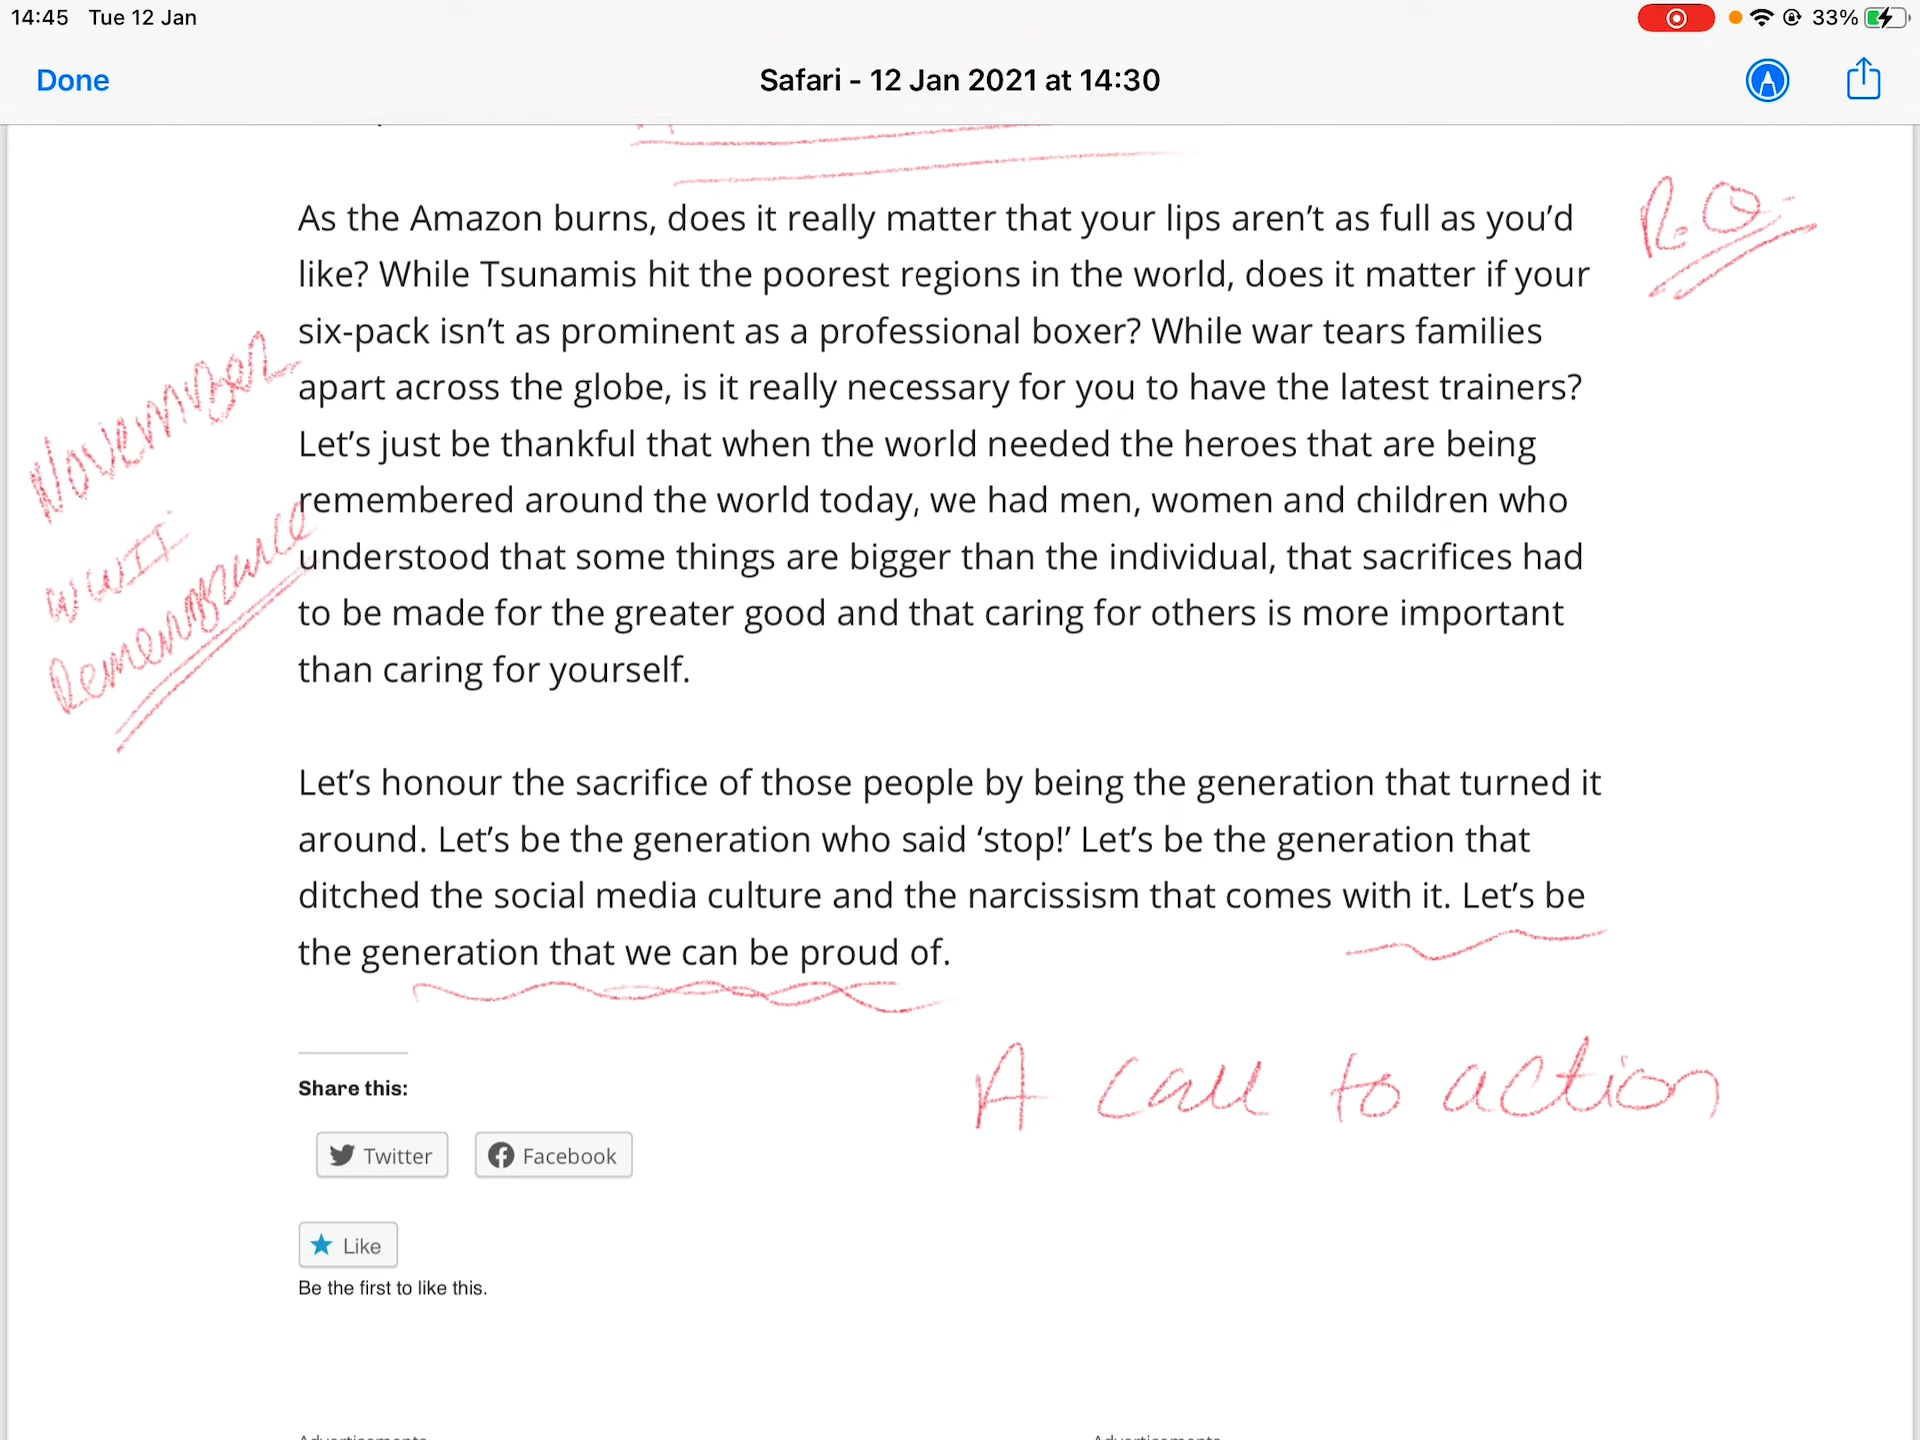 14:45 Tue 12 Jan
33%
Done
Safari - 12 Jan 2021 at 14:30
As the Amazon burns, does it really matter that your lips aren’t as full as you’d
like? While Tsunamis hit the poorest regions in the world, does it matter if your
six-pack isn’t as prominent as a professional boxer? While war tears families
apart across the globe, is it really necessary for you to have the latest trainers?
Let’s just be thankful that when the world needed the heroes that are being
remembered around the world today, we had men, women and children who
understood that some things are bigger than the individual, that sacrifices had
to be made for the greater good and that caring for others is more important
than caring for yourself.
R.Q.
November
WWII
Remembrance
Let’s honour the sacrifice of those people by being the generation that turned it
around. Let’s be the generation who said ‘stop!’ Let’s be the generation that
ditched the social media culture and the narcissism that comes with it. Let’s be
the generation that we can be proud of.
A call to action
Share this:
Twitter
Facebook
Like
Be the first to like this.
Advertisements
Advertisements